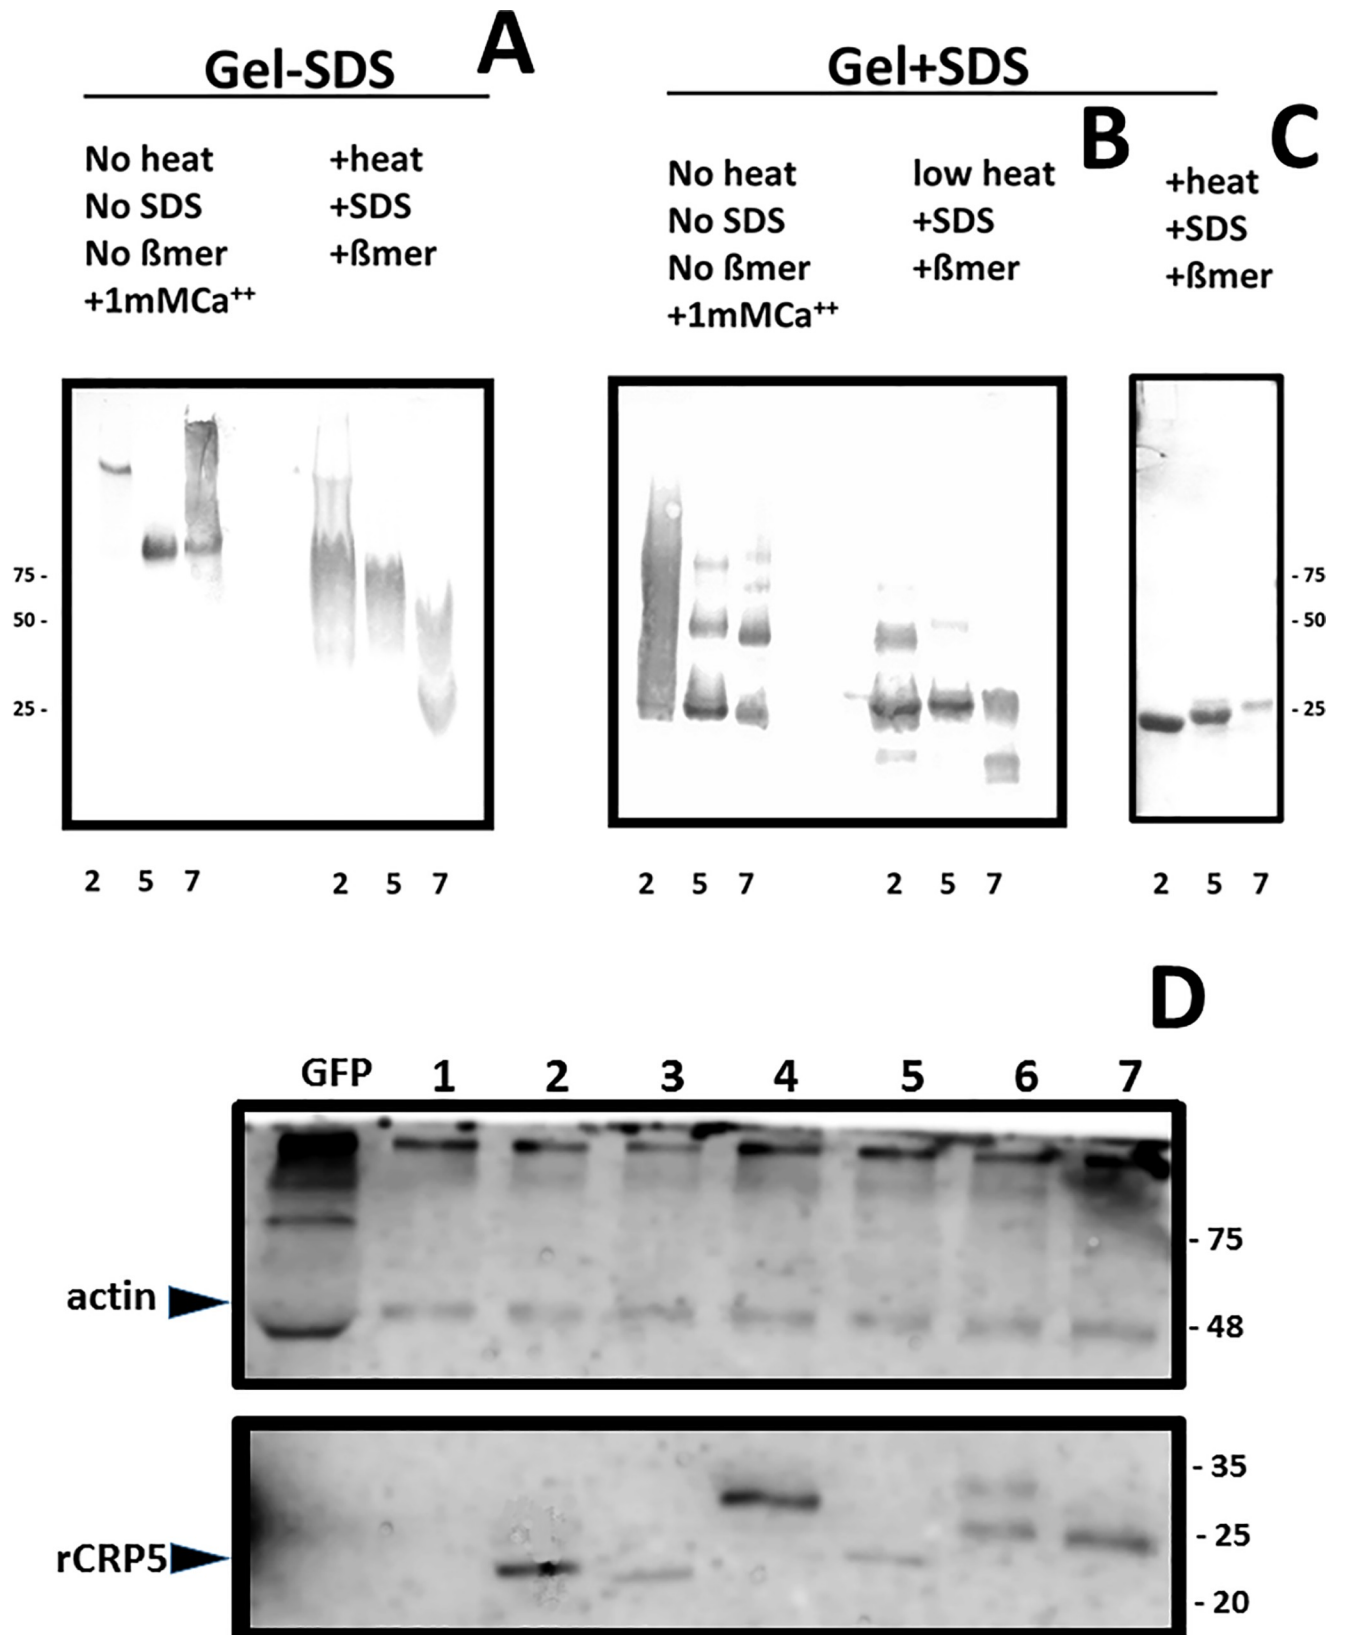 A
Gel-SDS
Gel+SDS
B
C
No heat
No SDS
No ßmer
+1mMCa⁺⁺
+heat
+SDS
+ßmer
No heat
No SDS
No ßmer
+1mMCa⁺⁺
low heat
+SDS
+ßmer
+heat
+SDS
+ßmer
75 -
50 -
25 -
- 75
- 50
- 25
2 5 7 2 5 7
2 5 7 2 5 7
2 5 7
D
GFP 1 2 3 4 5 6 7
actin
- 75
- 48
rCRP5
- 35
- 25
- 20